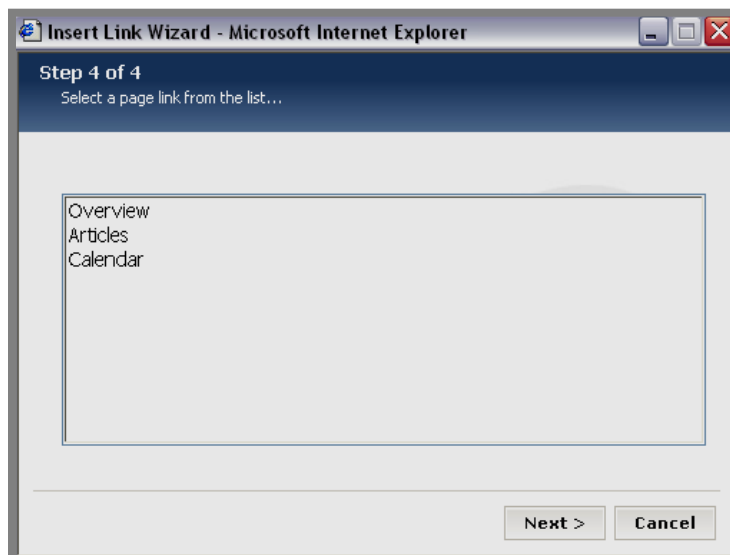 Insert Link Wizard - Microsoft Internet Explorer
Step 4 of 4
Select a page link from the list...
Overview
Articles
Calendar
Next >
Cancel